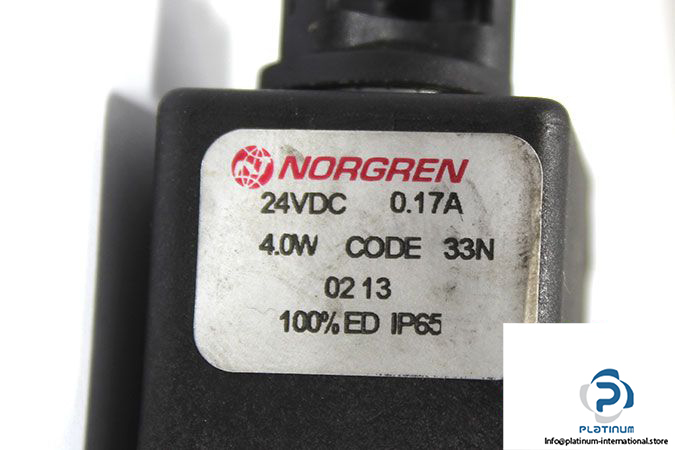 NORGREN
24VDC 0.17A
4.0W CODE 33N
02 13
100% ED IP65
PLATINUM
Info@platinum-international.store